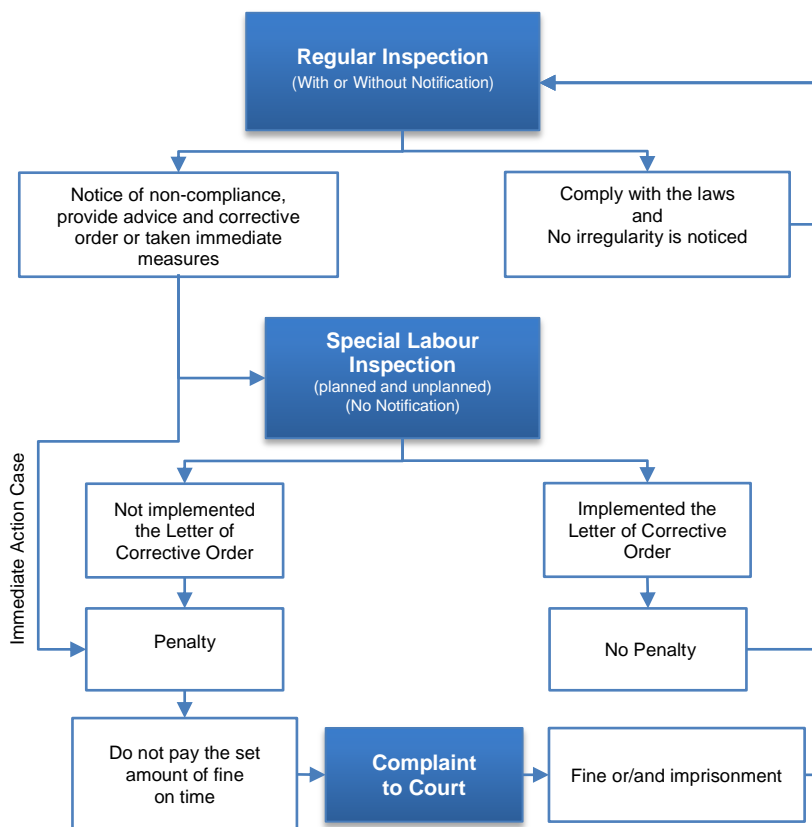 Regular Inspection
(With or Without Notification)
Notice of non-compliance,
provide advice and corrective
order or taken immediate
measures
Comply with the laws
and
No irregularity is noticed
Special Labour
Inspection
(planned and unplanned)
(No Notification)
Immediate Action Case
Not implemented
the Letter of
Corrective Order
Implemented the
Letter of Corrective
Order
Penalty
No Penalty
Do not pay the set
amount of fine
on time
Complaint
to Court
Fine or/and imprisonment